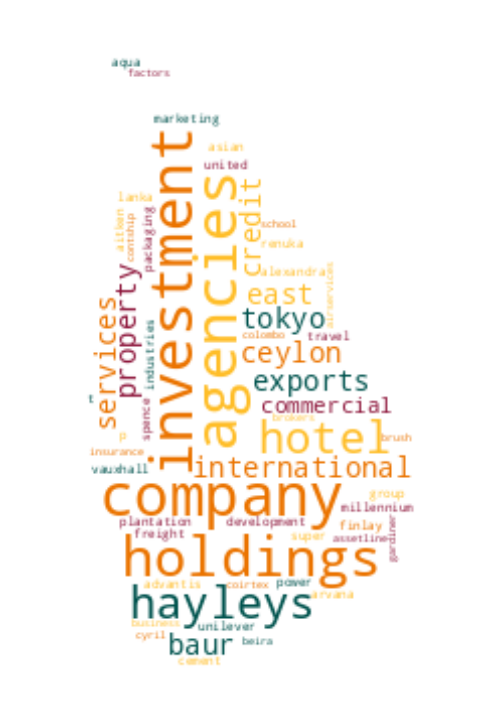 aqua
factors
marketing
investment
asian
united
agencies
credit
school
lanka
aitken
contship
packaging
renuka
alexandra
airservices
property
east
services
tokyo
colombo
travel
industries
ceylon
exports
t
spence
commercial
brokers
p
hotel
brush
insurance
vauxhall
international
company
group
millennium
plantation
development
finlay
freight
super
assetline
gardiner
holdings
advantis
coirtex
power
arvana
hayleys
business
unilever
cyril
baur
beira
cement